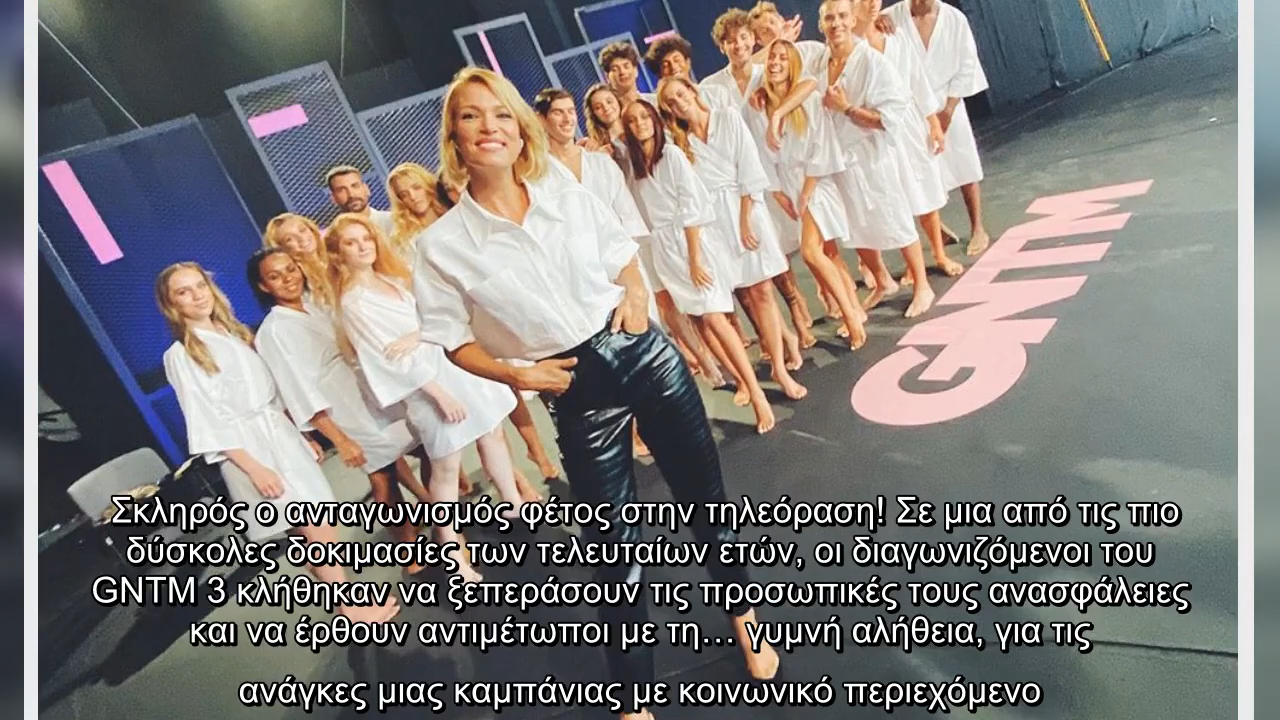 GNTM
Σκληρός ο ανταγωνισμός φέτος στην τηλεόραση! Σε μια από τις πιο
δύσκολες δοκιμασίες των τελευταίων ετών, οι διαγωνιζόμενοι του
GNTM 3 κλήθηκαν να ξεπεράσουν τις προσωπικές τους ανασφάλειες
και να έρθουν αντιμέτωποι με τη… γυμνή αλήθεια, για τις
ανάγκες μιας καμπάνιας με κοινωνικό περιεχόμενο